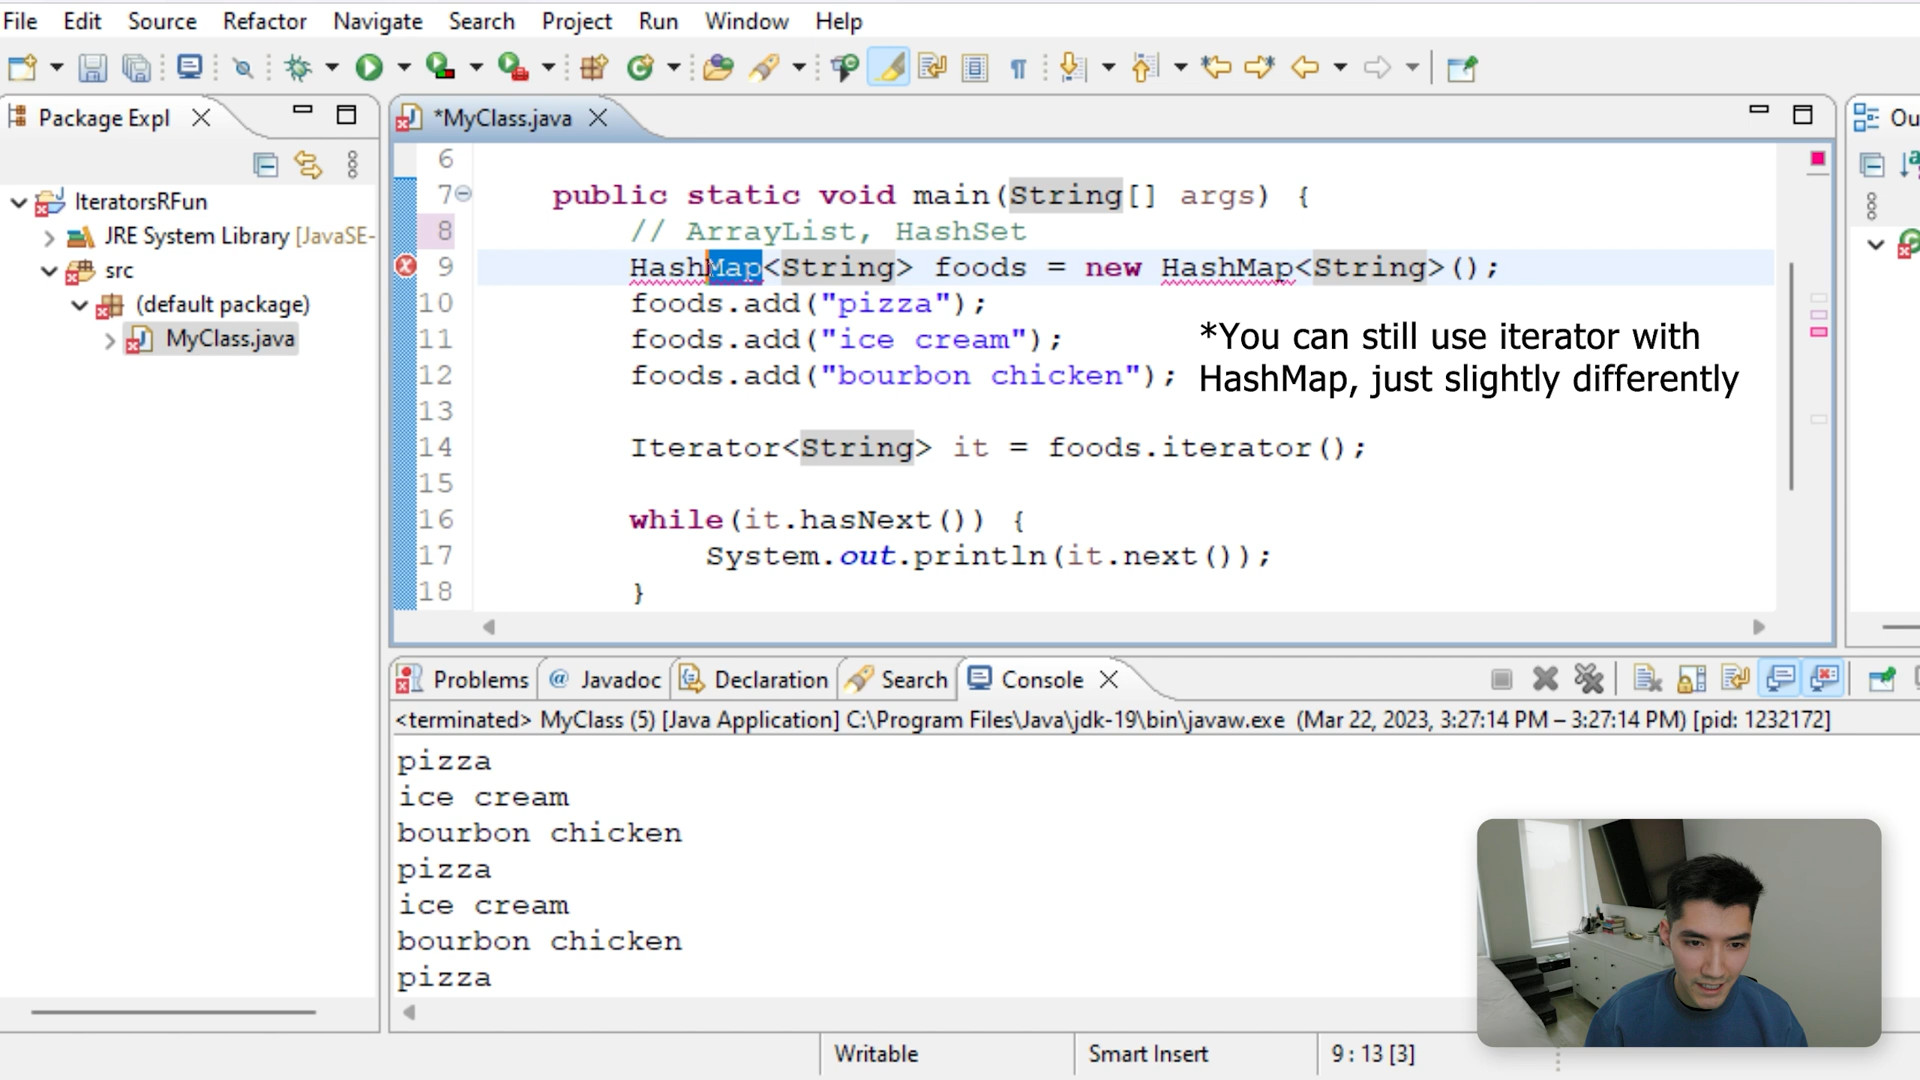 File Edit Source Refactor Navigate Search Project Run Window Help
Package Expl
IteratorsRFun
JRE System Library [JavaSE-
src
(default package)
MyClass.java
*MyClass.java
6
7 public static void main(String[] args) {
8 // ArrayList, HashSet
9 HashMap<String> foods = new HashMap<String>();
10 foods.add("pizza");
11 foods.add("ice cream");
12 foods.add("bourbon chicken");
13
14 Iterator<String> it = foods.iterator();
15
16 while(it.hasNext()) {
17 System.out.println(it.next());
18 }
*You can still use iterator with
HashMap, just slightly differently
Ou
Problems @ Javadoc Declaration Search Console
<terminated> MyClass (5) [Java Application] C:\Program Files\Java\jdk-19\bin\javaw.exe (Mar 22, 2023, 3:27:14 PM – 3:27:14 PM) [pid: 1232172]
pizza
ice cream
bourbon chicken
pizza
ice cream
bourbon chicken
pizza
Writable Smart Insert 9 : 13 [3]